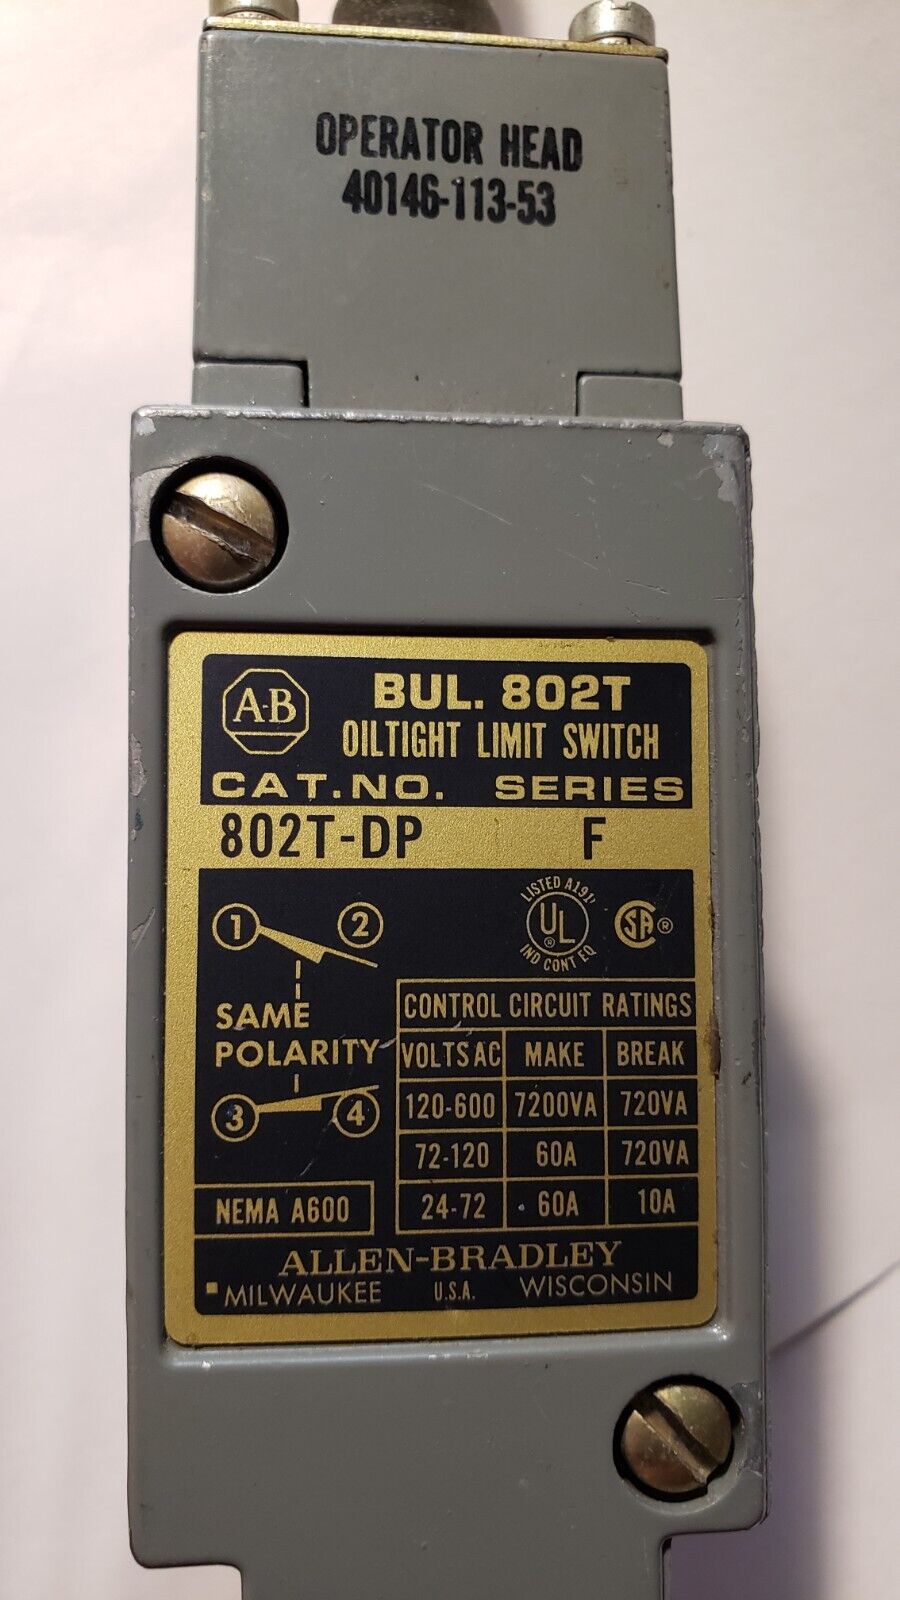 OPERATOR HEAD
40146-113-53
A-B
BUL. 802T
OILTIGHT LIMIT SWITCH
CAT.NO. SERIES
802T-DP F
1 2
LISTED A191
UL ®
IND CONT EQ
SA ®
SAME
POLARITY
3 4
NEMA A600
CONTROL CIRCUIT RATINGS
VOLTS AC MAKE BREAK
120-600 7200VA 720VA
72-120 60A 720VA
24-72 60A 10A
ALLEN-BRADLEY
MILWAUKEE U.S.A. WISCONSIN